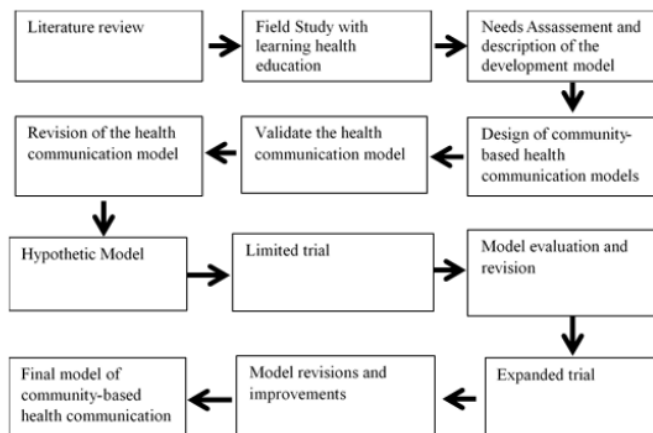 Literature review
Field Study with
learning health
education
Needs Assassement and
description of the
development model
Design of community-
based health
communication models
Validate the health
communication model
Revision of the health
communication model
Hypothetic Model
Limited trial
Model evaluation and
revision
Expanded trial
Model revisions and
improvements
Final model of
community-based
health communication